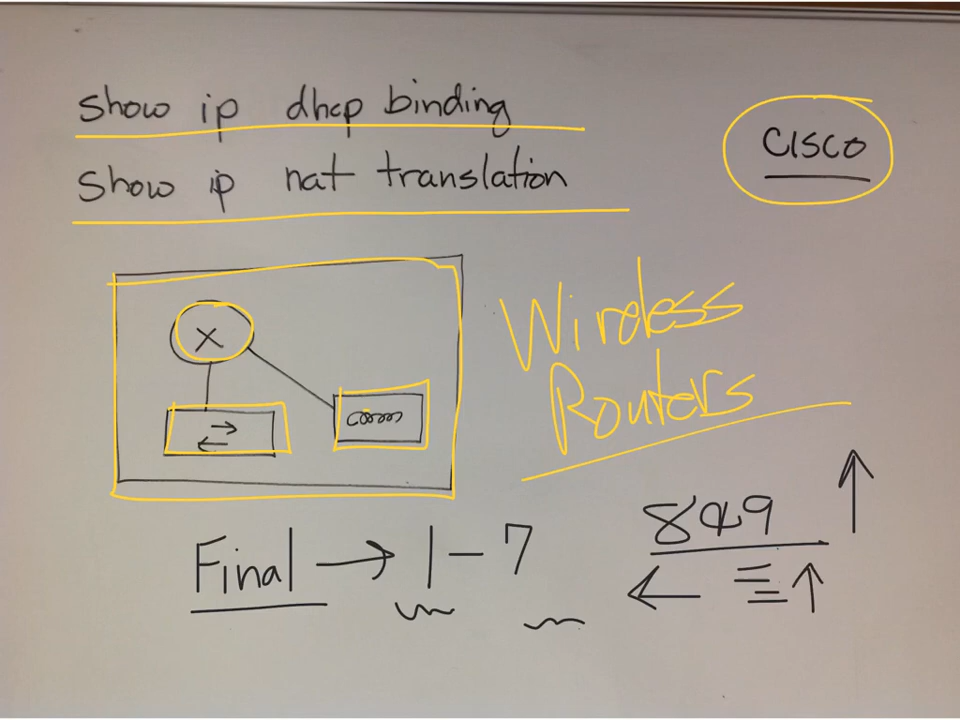 show ip dhcp binding
show ip nat translation
CISCO
X
Wireless
Routers
Final → 1-7
8&9